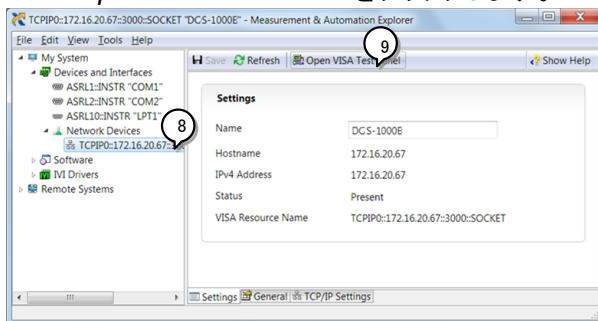 TCPIP0::172.16.20.67::3000::SOCKET "DCS-1000E" - Measurement & Automation Explorer
File Edit View Tools Help
My System
Devices and Interfaces
ASRL1::INSTR "COM1"
ASRL2::INSTR "COM2"
ASRL10::INSTR "LPT1"
Network Devices
TCPIP0::172.16.20.67::
Software
IVI Drivers
Remote Systems
8
Save Refresh Open VISA Test
9
Show Help
Settings
Name DCS-1000E
Hostname 172.16.20.67
IPv4 Address 172.16.20.67
Status Present
VISA Resource Name TCPIP0::172.16.20.67::3000::SOCKET
Settings General TCP/IP Settings